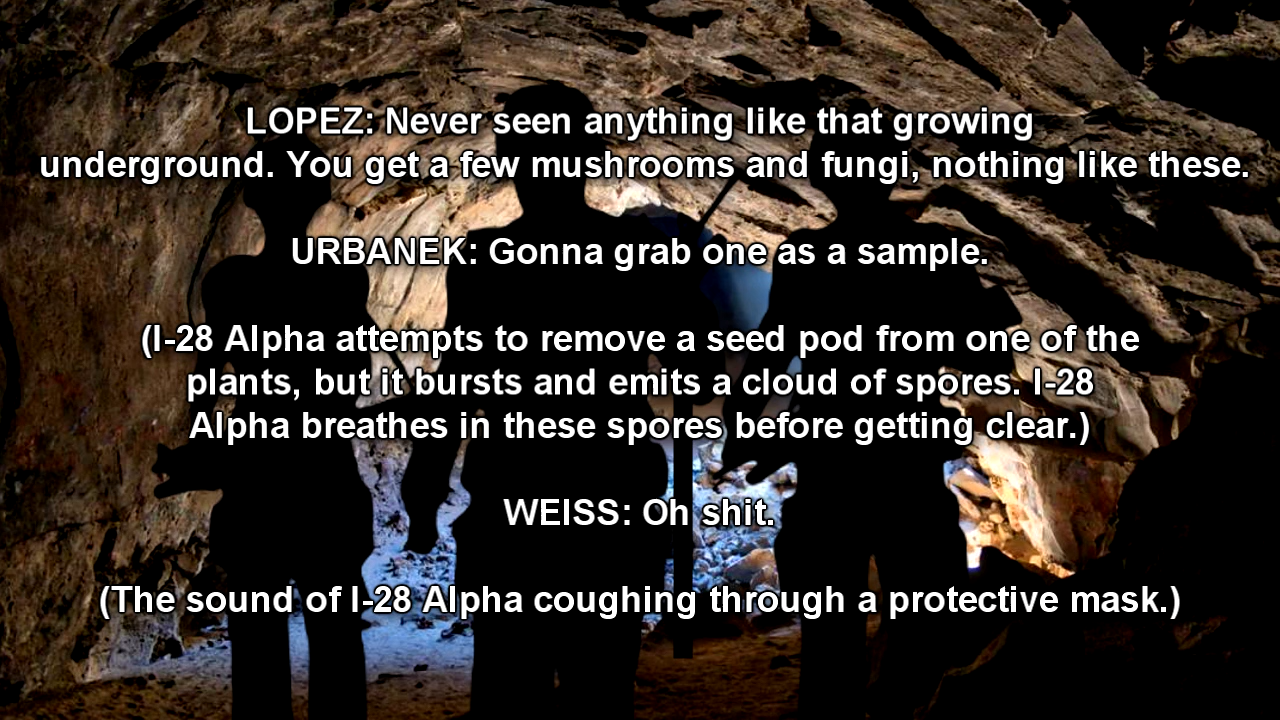 LOPEZ: Never seen anything like that growing
underground. You get a few mushrooms and fungi, nothing like these.
URBANEK: Gonna grab one as a sample.
(I-28 Alpha attempts to remove a seed pod from one of the
plants, but it bursts and emits a cloud of spores. I-28
Alpha breathes in these spores before getting clear.)
WEISS: Oh shit.
(The sound of I-28 Alpha coughing through a protective mask.)